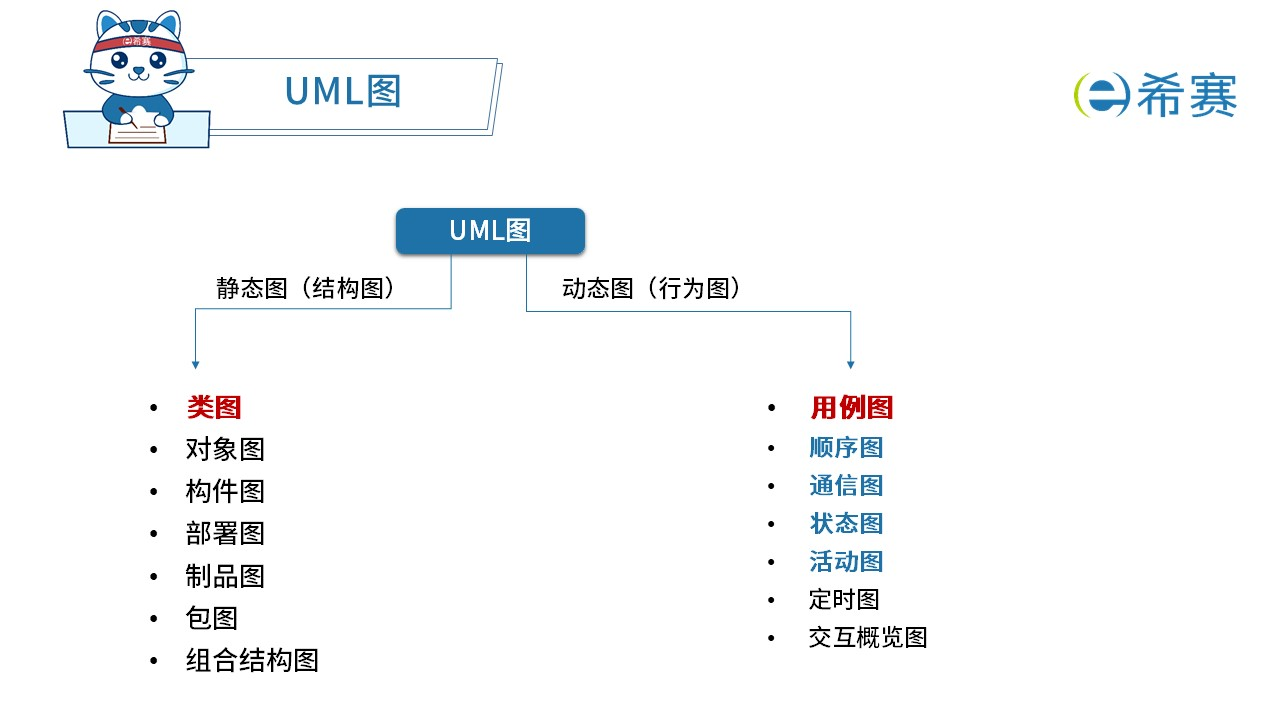 希赛
UML图
希赛
UML图
静态图（结构图）
动态图（行为图）
• 类图
• 对象图
• 构件图
• 部署图
• 制品图
• 包图
• 组合结构图
• 用例图
• 顺序图
• 通信图
• 状态图
• 活动图
• 定时图
• 交互概览图